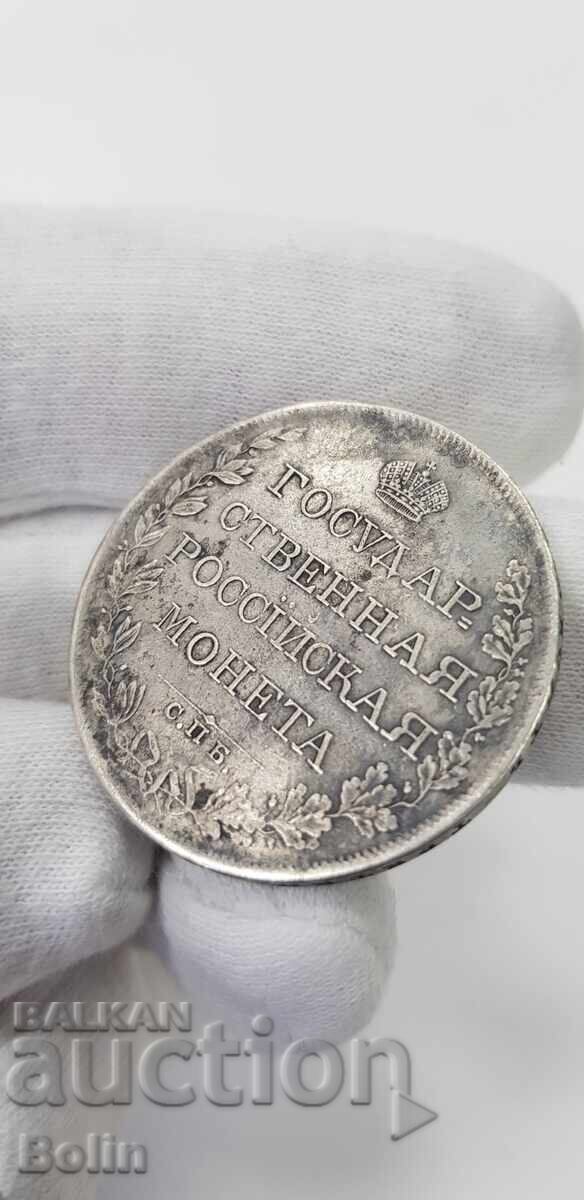 ГОСУДАР=
СТВЕННАЯ
РОССІЙСКАЯ
МОНЕТА
С.П.Б.
BALKAN
auction
Bolin